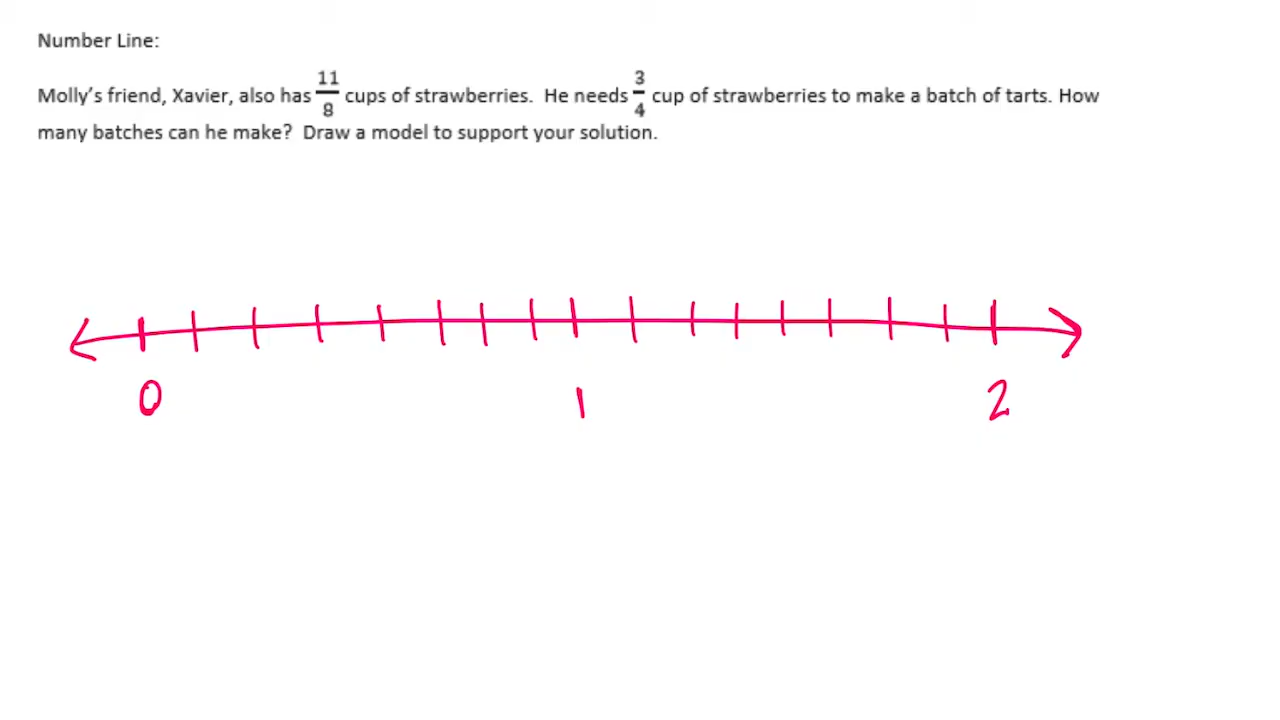 Number Line:
Molly's friend, Xavier, also has 11/8 cups of strawberries. He needs 3/4 cup of strawberries to make a batch of tarts. How
many batches can he make? Draw a model to support your solution.
0 1 2